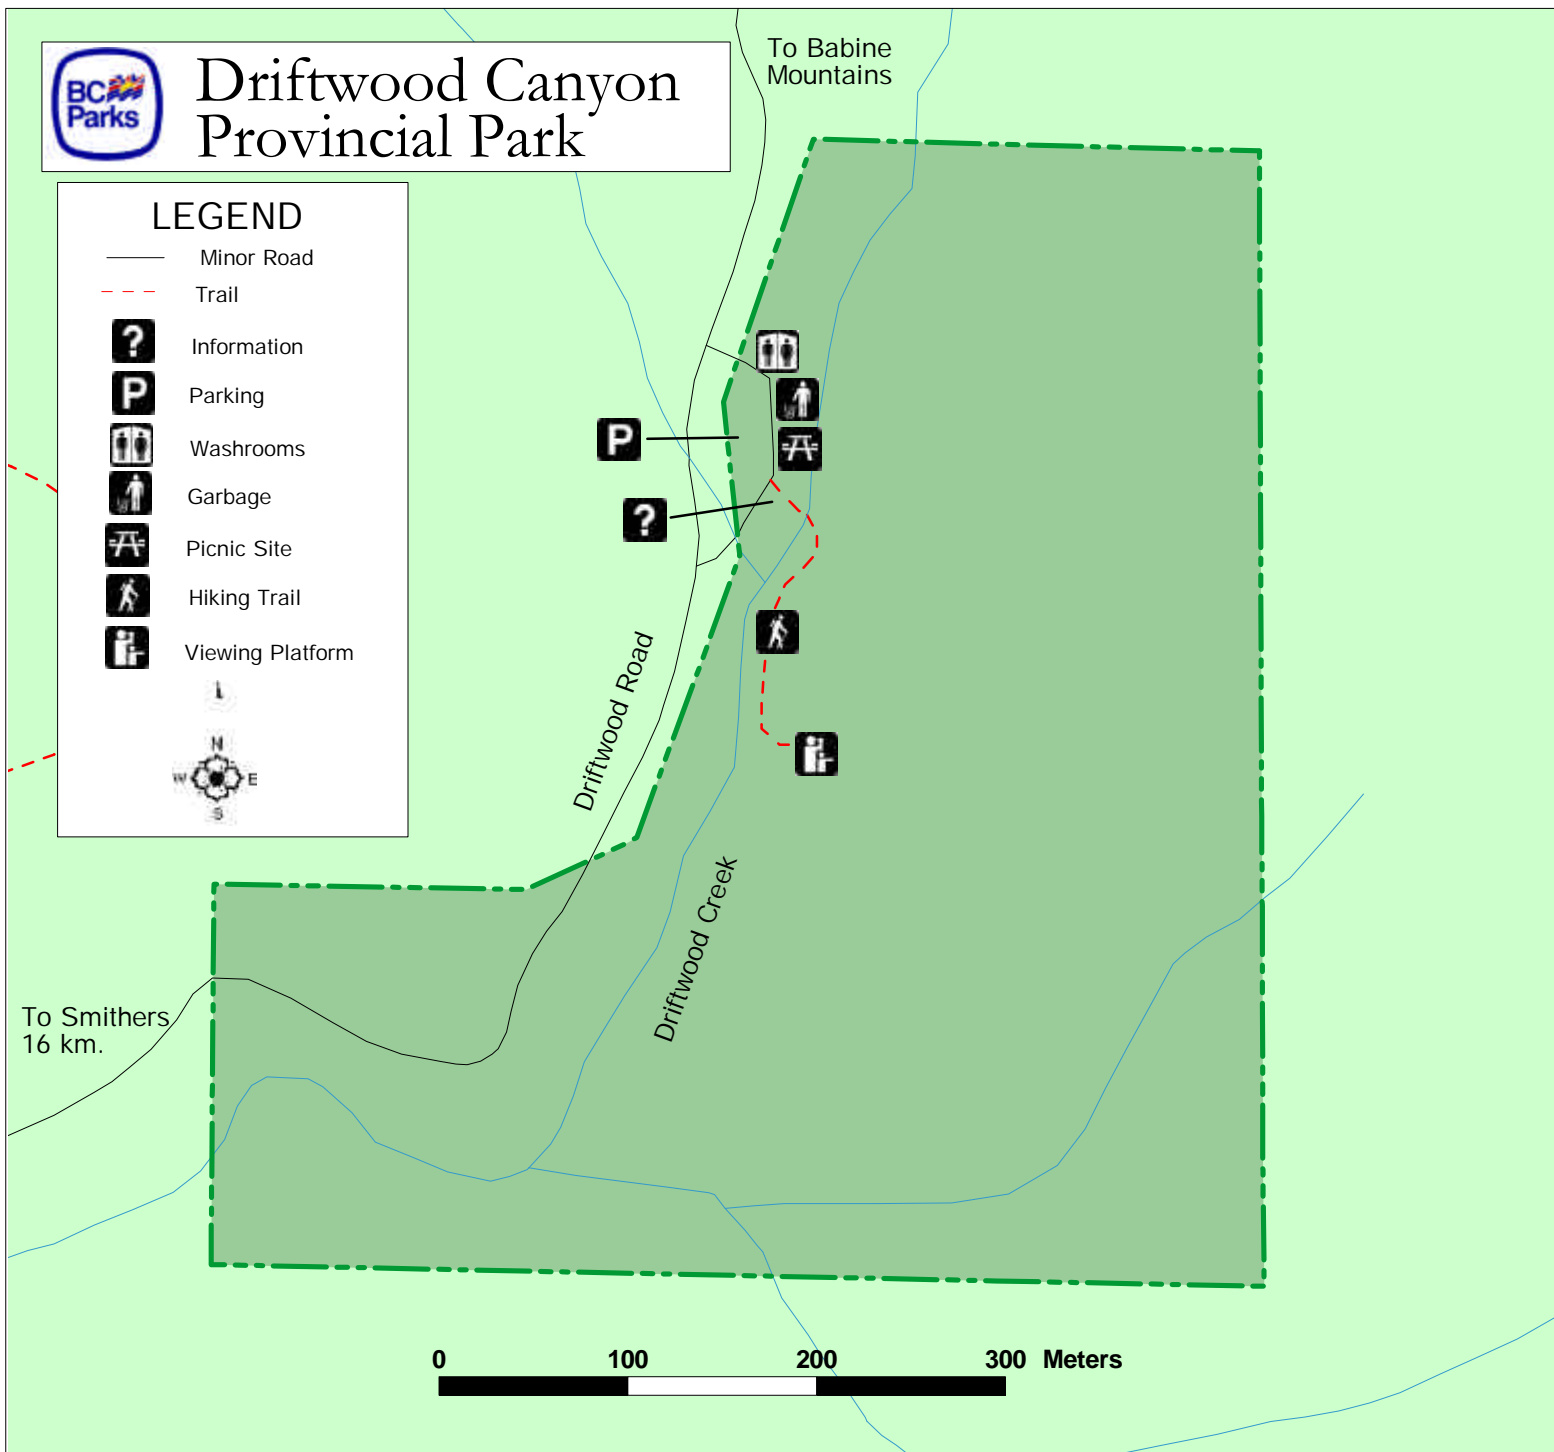 BC
Parks
Driftwood Canyon
Provincial Park
To Babine
Mountains
LEGEND
Minor Road
Trail
? Information
P Parking
Washrooms
Garbage
Picnic Site
Hiking Trail
Viewing Platform
N
W E
S
P
?
Driftwood Road
Driftwood Creek
To Smithers
16 km.
0 100 200 300 Meters